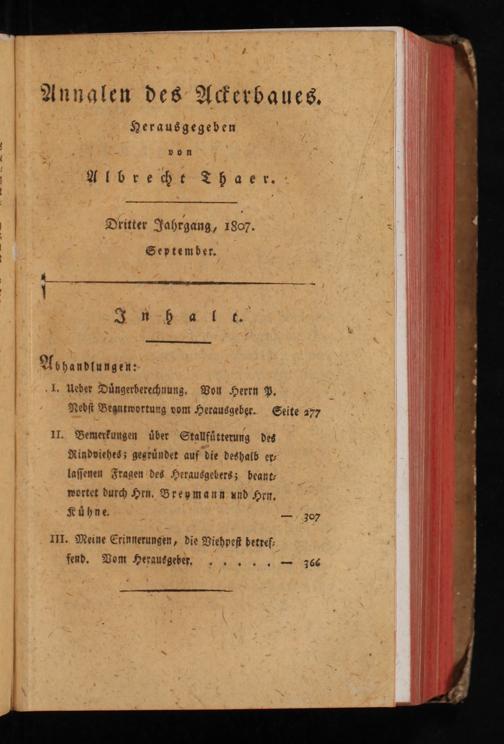 Annalen des Ackerbaues.
Herausgegeben
von
Albrecht Thaer.
Dritter Jahrgang, 1807.
September.
Inhalt.
Abhandlungen:
I. Ueber Düngerberechnung. Von Herrn P.
Nebst Beantwortung vom Herausgeber. Seite 277
II. Bemerkungen über Stallfütterung des
Rindviehes; gegründet auf die deshalb er-
lassenen Fragen des Herausgebers; beant-
wortet durch Hrn. Breymann und Hrn.
Kühne. — 307
III. Meine Erinnerungen, die Viehpest betref-
fend. Vom Herausgeber. . . . . . — 366